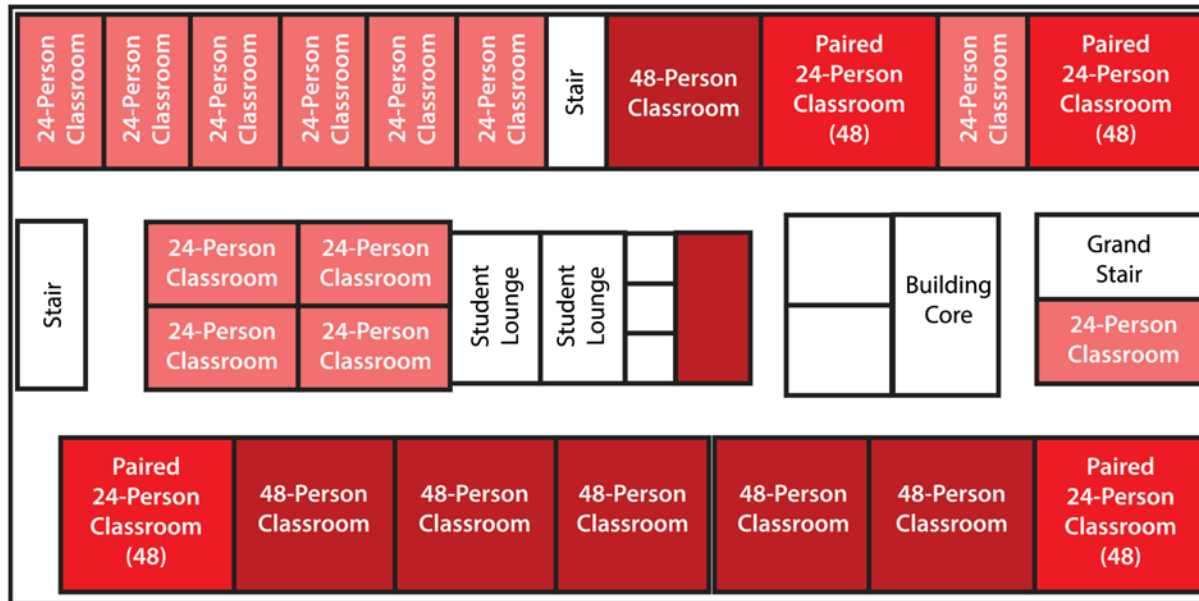 24-Person
Classroom
24-Person
Classroom
24-Person
Classroom
24-Person
Classroom
24-Person
Classroom
24-Person
Classroom
Stair
48-Person
Classroom
Paired
24-Person
Classroom
(48)
24-Person
Classroom
Paired
24-Person
Classroom
(48)
Stair
24-Person
Classroom
24-Person
Classroom
24-Person
Classroom
24-Person
Classroom
Student
Lounge
Student
Lounge
Building
Core
Grand
Stair
24-Person
Classroom
Paired
24-Person
Classroom
(48)
48-Person
Classroom
48-Person
Classroom
48-Person
Classroom
48-Person
Classroom
48-Person
Classroom
Paired
24-Person
Classroom
(48)